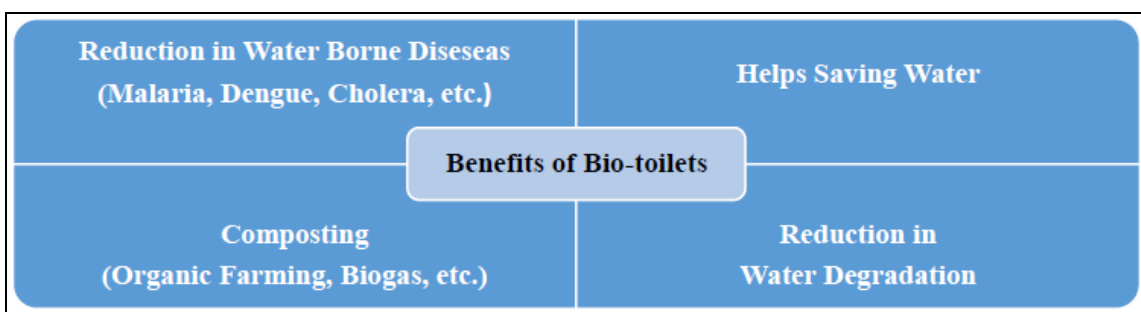 Reduction in Water Borne Diseseas
(Malaria, Dengue, Cholera, etc.)
Helps Saving Water
Benefits of Bio-toilets
Composting
(Organic Farming, Biogas, etc.)
Reduction in
Water Degradation